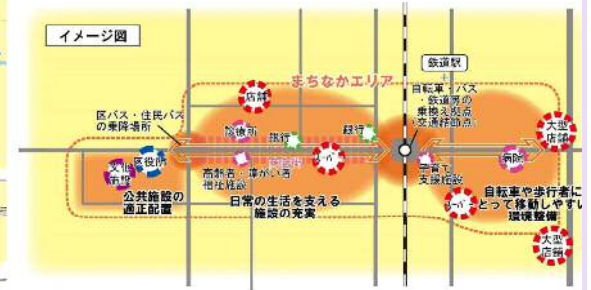 イメージ図
鉄道駅
まちなかエリア
店舗
自転車・バス
・鉄道等の
乗換え拠点
(交通結節点)
区バス・住民バス
の乗降場所
診療所
銀行
銀行
大型
店舗
商店街
スーパー
区役所
文化
施設
高齢者・障がい者
福祉施設
子育て
支援施設
病院
公共施設の
適正配置
日常の生活を支える
施設の充実
スーパー
自転車や歩行者に
とって移動しやすい
環境整備
大型
店舗